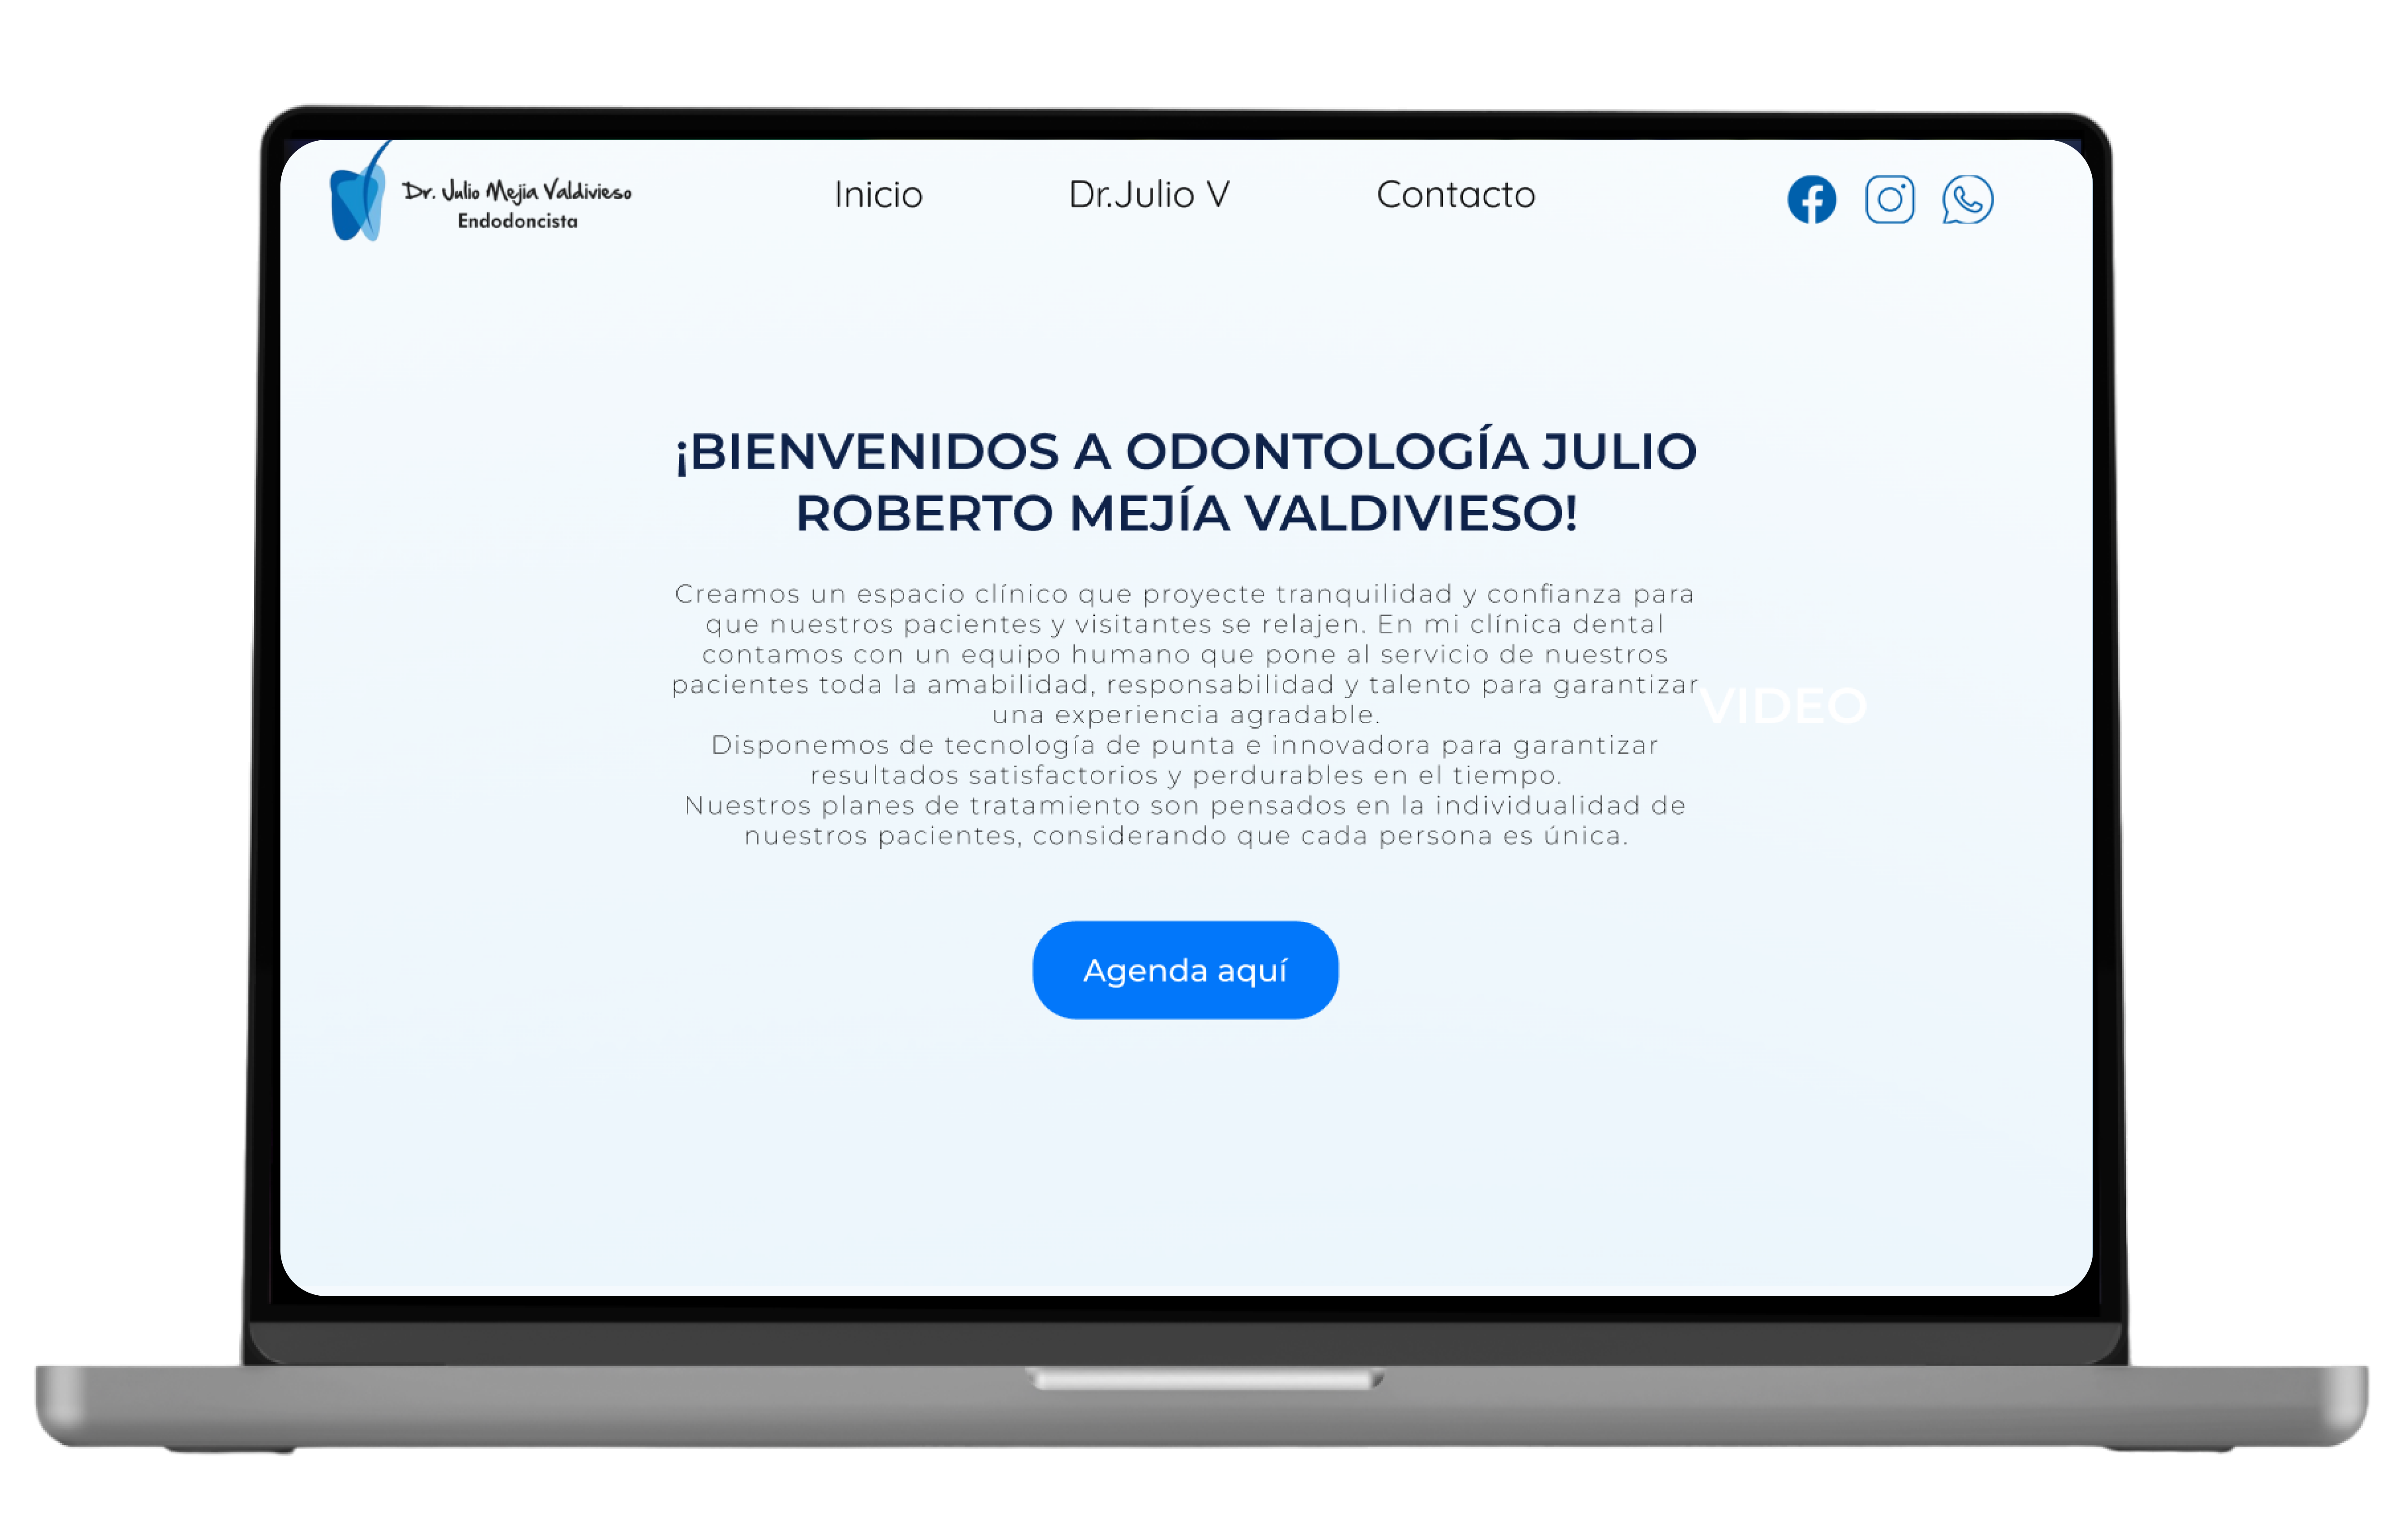 Dr. Julio Mejia Valdivieso
Endodoncista
Inicio
Dr.Julio V
Contacto
¡BIENVENIDOS A ODONTOLOGÍA JULIO
ROBERTO MEJÍA VALDIVIESO!
Creamos un espacio clínico que proyecte tranquilidad y confianza para
que nuestros pacientes y visitantes se relajen. En mi clínica dental
contamos con un equipo humano que pone al servicio de nuestros
pacientes toda la amabilidad, responsabilidad y talento para garantizar
una experiencia agradable.
VIDEO
Disponemos de tecnología de punta e innovadora para garantizar
resultados satisfactorios y perdurables en el tiempo.
Nuestros planes de tratamiento son pensados en la individualidad de
nuestros pacientes, considerando que cada persona es única.
Agenda aquí